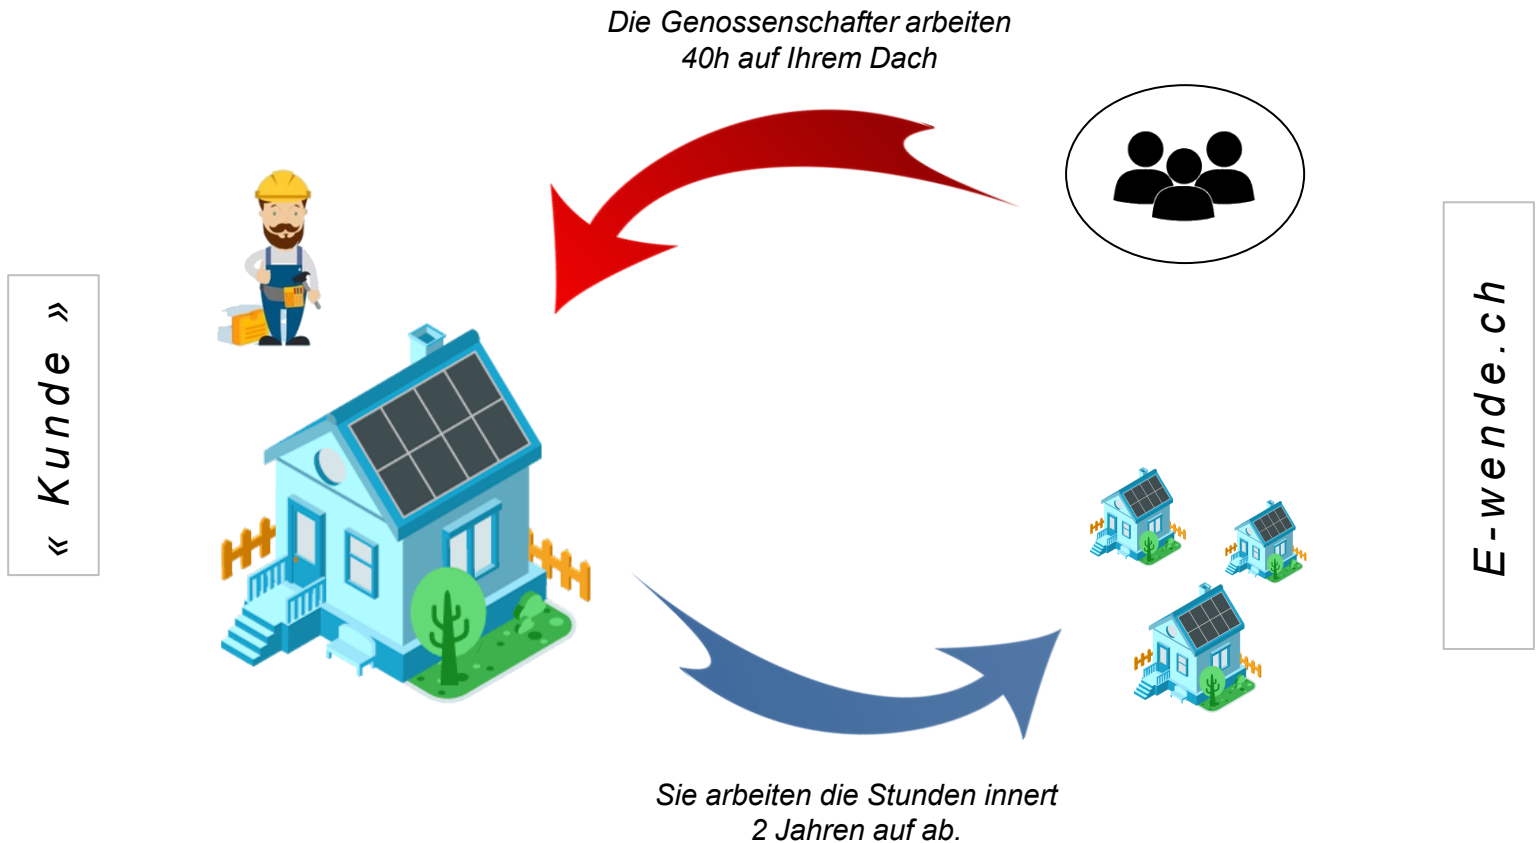 Die Genossenschafter arbeiten
40h auf Ihrem Dach
« Kunde »
E-wende.ch
Sie arbeiten die Stunden innert
2 Jahren auf ab.